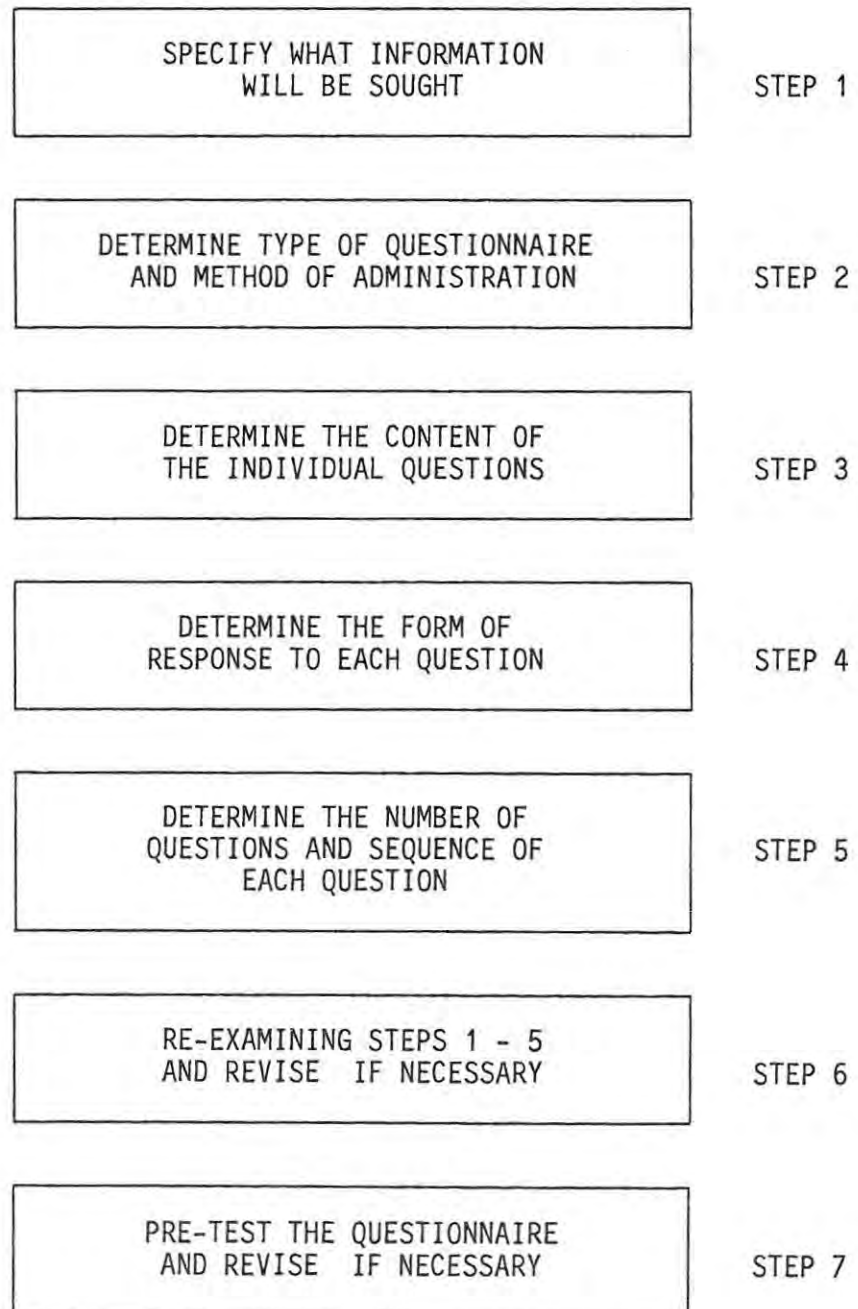 SPECIFY WHAT INFORMATION
WILL BE SOUGHT
STEP 1
DETERMINE TYPE OF QUESTIONNAIRE
AND METHOD OF ADMINISTRATION
STEP 2
DETERMINE THE CONTENT OF
THE INDIVIDUAL QUESTIONS
STEP 3
DETERMINE THE FORM OF
RESPONSE TO EACH QUESTION
STEP 4
DETERMINE THE NUMBER OF
QUESTIONS AND SEQUENCE OF
EACH QUESTION
STEP 5
RE-EXAMINING STEPS 1 - 5
AND REVISE IF NECESSARY
STEP 6
PRE-TEST THE QUESTIONNAIRE
AND REVISE IF NECESSARY
STEP 7